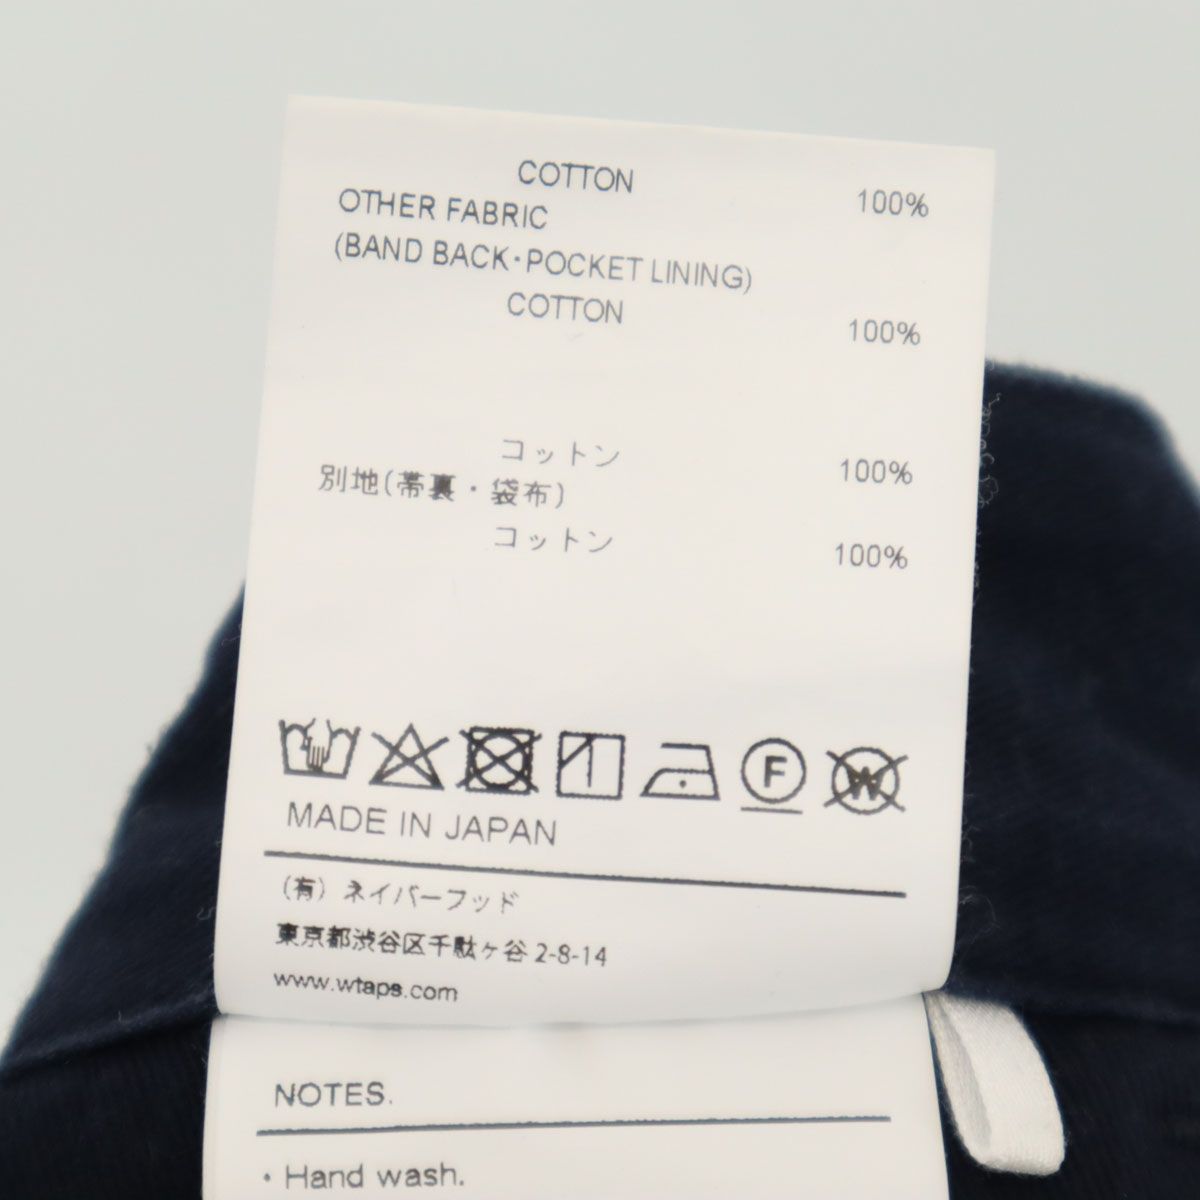 COTTON 100%
OTHER FABRIC
(BAND BACK・POCKET LINING)
COTTON 100%
コットン 100%
別地(帯裏・袋布)
コットン 100%
F W
MADE IN JAPAN
(有) ネイバーフッド
東京都渋谷区千駄ヶ谷 2-8-14
www.wtaps.com
NOTES.
・Hand wash.